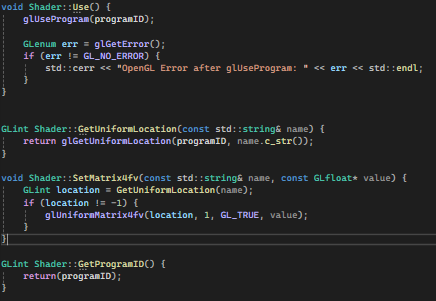 void Shader::Use() {
glUseProgram(programID);
GLenum err = glGetError();
if (err != GL_NO_ERROR) {
std::cerr << "OpenGL Error after glUseProgram: " << err << std::endl;
}
}
GLint Shader::GetUniformLocation(const std::string& name) {
return glGetUniformLocation(programID, name.c_str());
}
void Shader::SetMatrix4fv(const std::string& name, const GLfloat* value) {
GLint location = GetUniformLocation(name);
if (location != -1) {
glUniformMatrix4fv(location, 1, GL_TRUE, value);
}
}
GLint Shader::GetProgramID() {
return(programID);
}